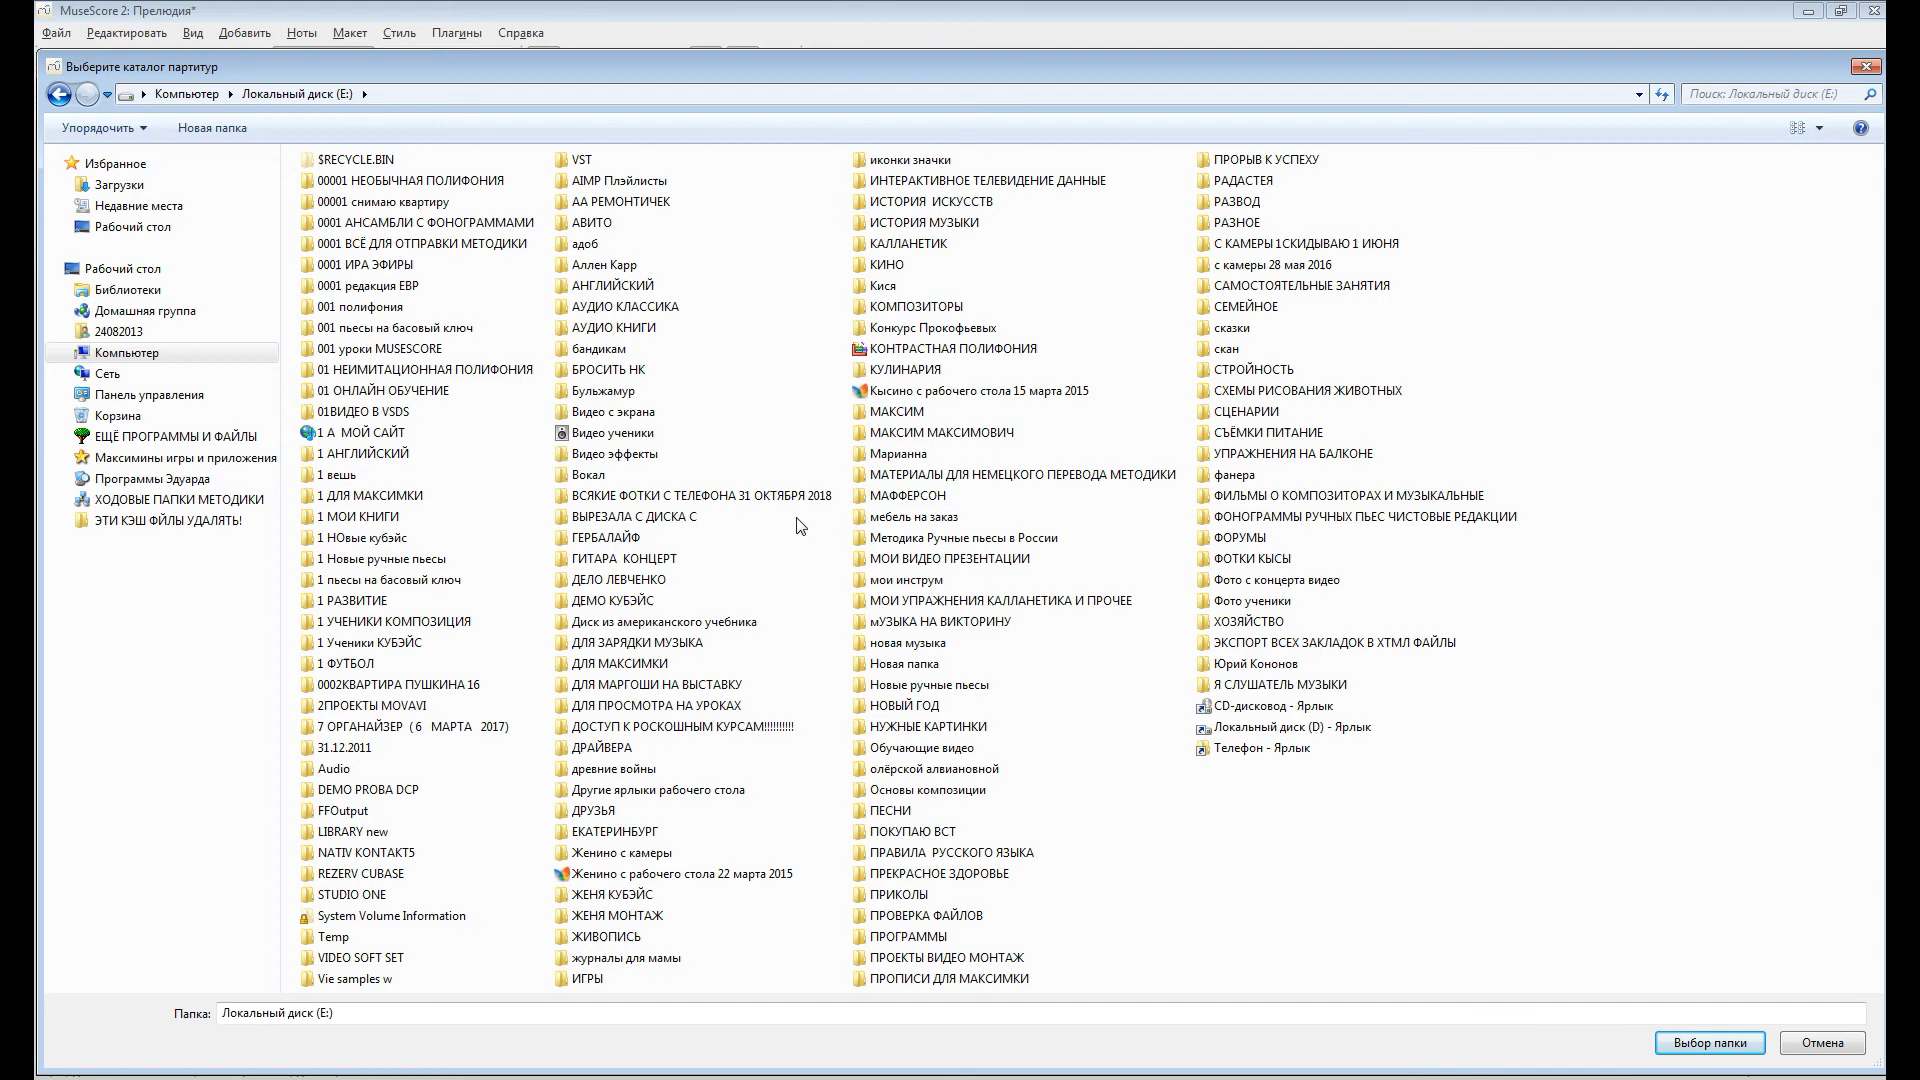 MuseScore 2: Прелюдия*
Файл Редактировать Вид Добавить Ноты Макет Стиль Плагины Справка
Выберите каталог партитур
Компьютер Локальный диск (E:)
Поиск: Локальный диск (E:)
Упорядочить Новая папка
Избранное
Загрузки
Недавние места
Рабочий стол
Рабочий стол
Библиотеки
Домашняя группа
24082013
Компьютер
Сеть
Панель управления
Корзина
ЕЩЁ ПРОГРАММЫ И ФАЙЛЫ
Максимины игры и приложения
Программы Эдуарда
ХОДОВЫЕ ПАПКИ МЕТОДИКИ
ЭТИ КЭШ ФЙЛЫ УДАЛЯТЬ!
$RECYCLE.BIN
00001 НЕОБЫЧНАЯ ПОЛИФОНИЯ
00001 снимаю квартиру
0001 АНСАМБЛИ С ФОНОГРАММАМИ
0001 ВСЁ ДЛЯ ОТПРАВКИ МЕТОДИКИ
0001 ИРА ЭФИРЫ
0001 редакция ЕВР
001 полифония
001 пьесы на басовый ключ
001 уроки MUSESCORE
01 НЕИМИТАЦИОННАЯ ПОЛИФОНИЯ
01 ОНЛАЙН ОБУЧЕНИЕ
01ВИДЕО В VSDS
1 А  МОЙ САЙТ
1 АНГЛИЙСКИЙ
1 вешь
1 ДЛЯ МАКСИМКИ
1 МОИ КНИГИ
1 НОвые кубэйс
1 Новые ручные пьесы
1 пьесы на басовый ключ
1 РАЗВИТИЕ
1 УЧЕНИКИ КОМПОЗИЦИЯ
1 Ученики КУБЭЙС
1 ФУТБОЛ
0002КВАРТИРА ПУШКИНА 16
2ПРОЕКТЫ MOVAVI
7 ОРГАНАЙЗЕР  ( 6   МАРТА   2017)
31.12.2011
Audio
DEMO PROBA DCP
FFOutput
LIBRARY new
NATIV KONTAKT5
REZERV CUBASE
STUDIO ONE
System Volume Information
Temp
VIDEO SOFT SET
Vie samples w
VST
AIMP Плэйлисты
АА РЕМОНТИЧЕК
АВИТО
адоб
Аллен Карр
АНГЛИЙСКИЙ
АУДИО КЛАССИКА
АУДИО КНИГИ
бандикам
БРОСИТЬ НК
Бульжамур
Видео с экрана
Видео ученики
Видео эффекты
Вокал
ВСЯКИЕ ФОТКИ С ТЕЛЕФОНА 31 ОКТЯБРЯ 2018
ВЫРЕЗАЛА С ДИСКА С
ГЕРБАЛАЙФ
ГИТАРА  КОНЦЕРТ
ДЕЛО ЛЕВЧЕНКО
ДЕМО КУБЭЙС
Диск из американского учебника
ДЛЯ ЗАРЯДКИ МУЗЫКА
ДЛЯ МАКСИМКИ
ДЛЯ МАРГОШИ НА ВЫСТАВКУ
ДЛЯ ПРОСМОТРА НА УРОКАХ
ДОСТУП К РОСКОШНЫМ КУРСАМ!!!!!!!!!!
ДРАЙВЕРА
древние войны
Другие ярлыки рабочего стола
ДРУЗЬЯ
ЕКАТЕРИНБУРГ
Женино с камеры
Женино с рабочего стола 22 марта 2015
ЖЕНЯ КУБЭЙС
ЖЕНЯ МОНТАЖ
ЖИВОПИСЬ
журналы для мамы
ИГРЫ
иконки значки
ИНТЕРАКТИВНОЕ ТЕЛЕВИДЕНИЕ ДАННЫЕ
ИСТОРИЯ  ИСКУССТВ
ИСТОРИЯ МУЗЫКИ
КАЛЛАНЕТИК
КИНО
Кися
КОМПОЗИТОРЫ
Конкурс Прокофьевых
КОНТРАСТНАЯ ПОЛИФОНИЯ
КУЛИНАРИЯ
Кысино с рабочего стола 15 марта 2015
МАКСИМ
МАКСИМ МАКСИМОВИЧ
Марианна
МАТЕРИАЛЫ ДЛЯ НЕМЕЦКОГО ПЕРЕВОДА МЕТОДИКИ
МАФФЕРСОН
мебель на заказ
Методика Ручные пьесы в России
МОИ ВИДЕО ПРЕЗЕНТАЦИИ
мои инструм
МОИ УПРАЖНЕНИЯ КАЛЛАНЕТИКА И ПРОЧЕЕ
мУЗЫКА НА ВИКТОРИНУ
новая музыка
Новая папка
Новые ручные пьесы
НОВЫЙ ГОД
НУЖНЫЕ КАРТИНКИ
Обучающие видео
олёрской алвиановной
Основы композиции
ПЕСНИ
ПОКУПАЮ ВСТ
ПРАВИЛА  РУССКОГО ЯЗЫКА
ПРЕКРАСНОЕ ЗДОРОВЬЕ
ПРИКОЛЫ
ПРОВЕРКА ФАЙЛОВ
ПРОГРАММЫ
ПРОЕКТЫ ВИДЕО МОНТАЖ
ПРОПИСИ ДЛЯ МАКСИМКИ
ПРОРЫВ К УСПЕХУ
РАДАСТЕЯ
РАЗВОД
РАЗНОЕ
С КАМЕРЫ 1СКИДЫВАЮ 1 ИЮНЯ
с камеры 28 мая 2016
САМОСТОЯТЕЛЬНЫЕ ЗАНЯТИЯ
СЕМЕЙНОЕ
сказки
скан
СТРОЙНОСТЬ
СХЕМЫ РИСОВАНИЯ ЖИВОТНЫХ
СЦЕНАРИИ
СЪЁМКИ ПИТАНИЕ
УПРАЖНЕНИЯ НА БАЛКОНЕ
фанера
ФИЛЬМЫ О КОМПОЗИТОРАХ И МУЗЫКАЛЬНЫЕ
ФОНОГРАММЫ РУЧНЫХ ПЬЕС ЧИСТОВЫЕ РЕДАКЦИИ
ФОРУМЫ
ФОТКИ КЫСЫ
Фото с концерта видео
Фото ученики
ХОЗЯЙСТВО
ЭКСПОРТ ВСЕХ ЗАКЛАДОК В ХТМЛ ФАЙЛЫ
Юрий Кононов
Я СЛУШАТЕЛЬ МУЗЫКИ
CD-дисковод - Ярлык
Локальный диск (D) - Ярлык
Телефон - Ярлык
Папка: Локальный диск (E:)
Выбор папки Отмена